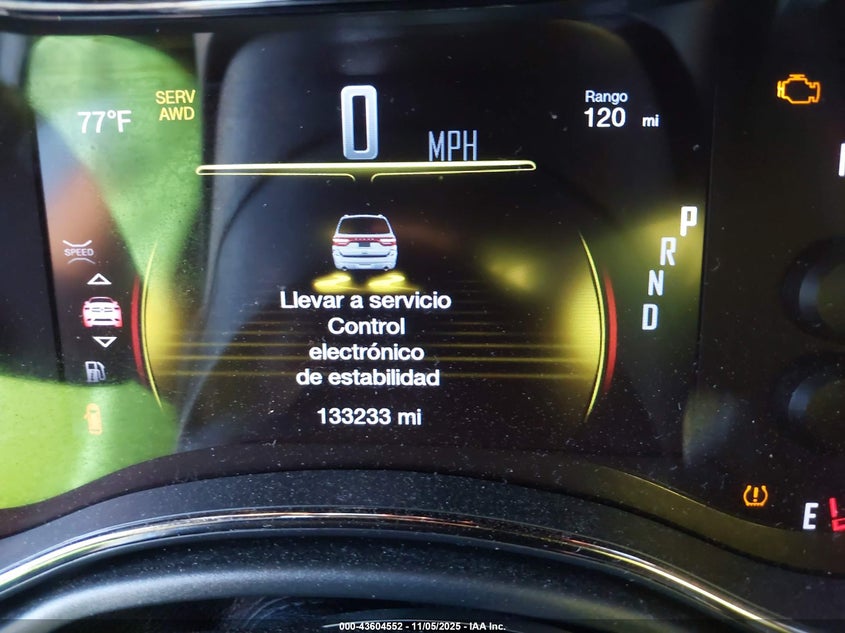 77°F
SERV
AWD
0
MPH
Rango
120 mi
SPEED
P
R
N
D
Llevar a servicio
Control
electrónico
de estabilidad
133233 mi
E
000-43604552 - 11/05/2025 - IAA Inc.